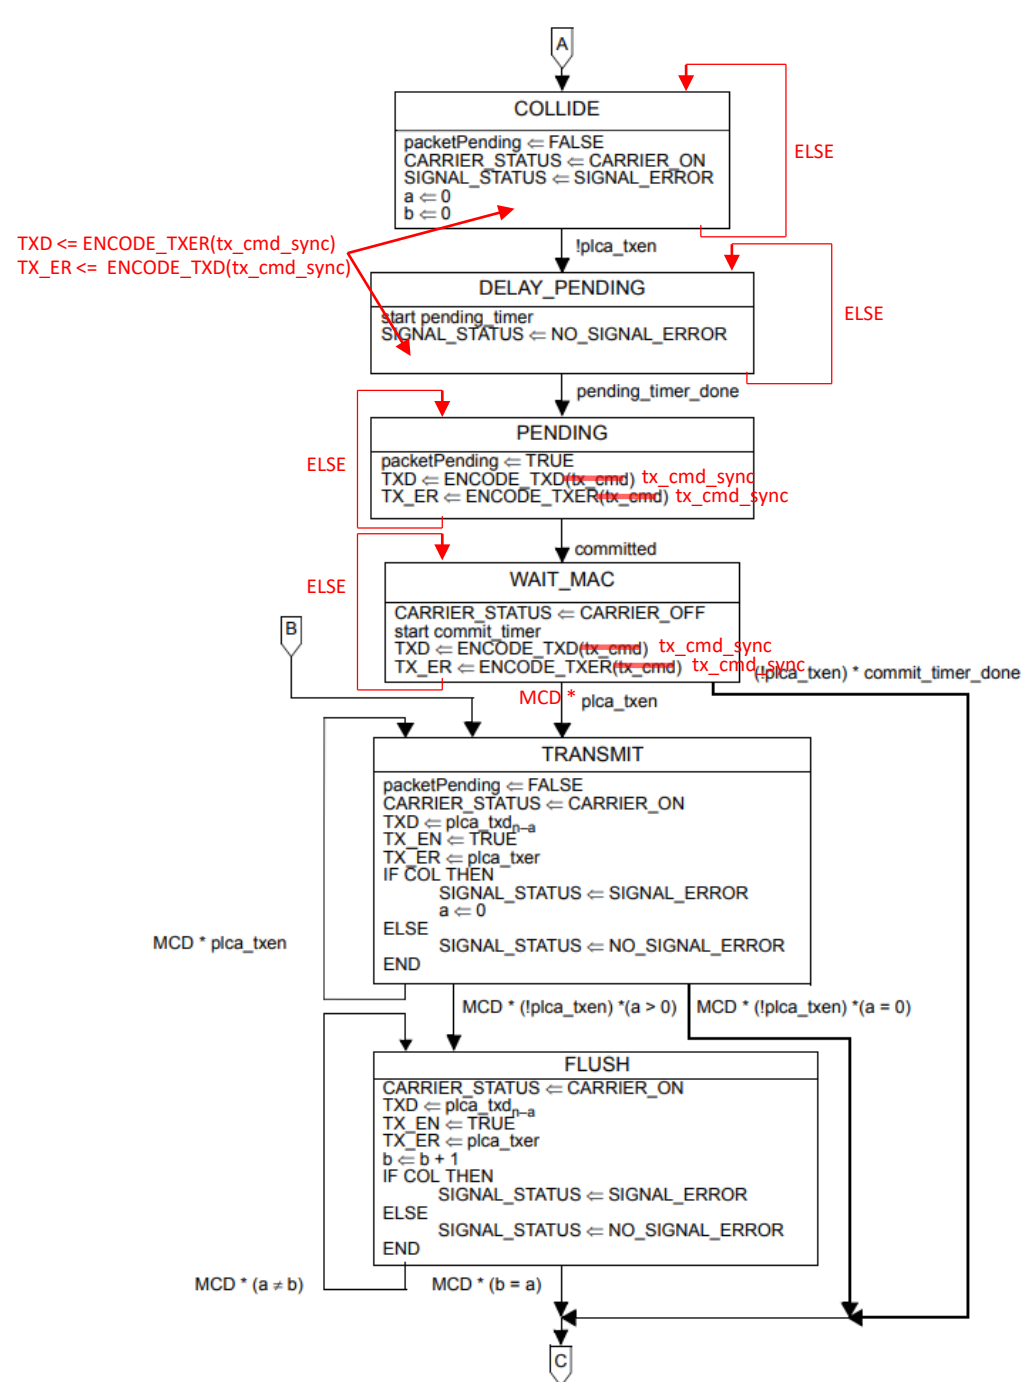 A
COLLIDE
packetPending ⇐ FALSE
CARRIER_STATUS ⇐ CARRIER_ON
SIGNAL_STATUS ⇐ SIGNAL_ERROR
a ⇐ 0
b ⇐ 0
ELSE
TXD <= ENCODE_TXER(tx_cmd_sync)
TX_ER <= ENCODE_TXD(tx_cmd_sync)
!plca_txen
DELAY_PENDING
start pending_timer
SIGNAL_STATUS ⇐ NO_SIGNAL_ERROR
ELSE
pending_timer_done
PENDING
packetPending ⇐ TRUE
TXD ⇐ ENCODE_TXD(tx_cmd) tx_cmd_sync
TX_ER ⇐ ENCODE_TXER(tx_cmd) tx_cmd_sync
ELSE
committed
WAIT_MAC
CARRIER_STATUS ⇐ CARRIER_OFF
start commit_timer
TXD ⇐ ENCODE_TXD(tx_cmd) tx_cmd_sync
TX_ER ⇐ ENCODE_TXER(tx_cmd) tx_cmd_sync
ELSE
B
(!plca_txen) * commit_timer_done
MCD * plca_txen
TRANSMIT
packetPending ⇐ FALSE
CARRIER_STATUS ⇐ CARRIER_ON
TXD ⇐ plca_txdn–a
TX_EN ⇐ TRUE
TX_ER ⇐ plca_txer
IF COL THEN
SIGNAL_STATUS ⇐ SIGNAL_ERROR
a ⇐ 0
ELSE
SIGNAL_STATUS ⇐ NO_SIGNAL_ERROR
END
MCD * plca_txen
MCD * (!plca_txen) *(a > 0)
MCD * (!plca_txen) *(a = 0)
FLUSH
CARRIER_STATUS ⇐ CARRIER_ON
TXD ⇐ plca_txdn–a
TX_EN ⇐ TRUE
TX_ER ⇐ plca_txer
b ⇐ b + 1
IF COL THEN
SIGNAL_STATUS ⇐ SIGNAL_ERROR
ELSE
SIGNAL_STATUS ⇐ NO_SIGNAL_ERROR
END
MCD * (a ≠ b)
MCD * (b = a)
C